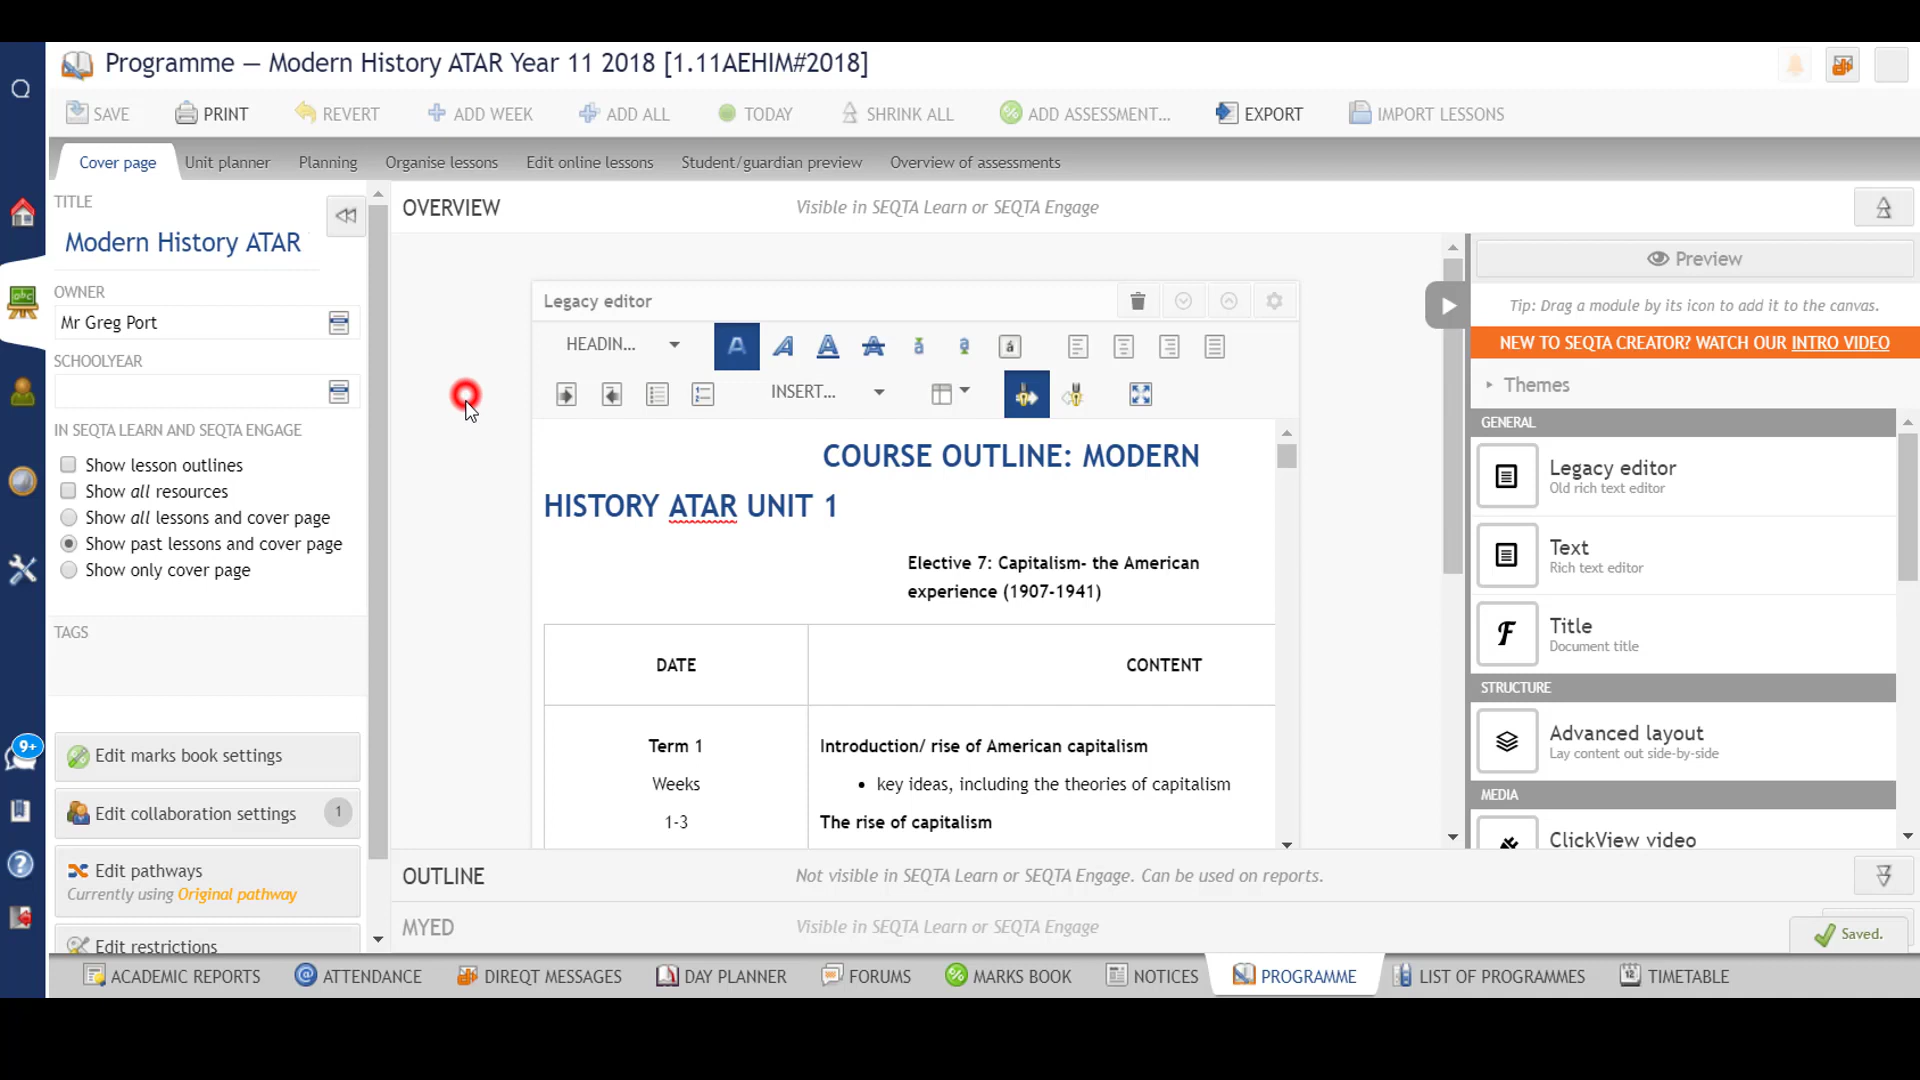 Programme — Modern History ATAR Year 11 2018 [1.11AEHIM#2018]
SAVE PRINT REVERT ADD WEEK ADD ALL TODAY SHRINK ALL ADD ASSESSMENT... EXPORT IMPORT LESSONS
Cover page Unit planner Planning Organise lessons Edit online lessons Student/guardian preview Overview of assessments
TITLE
Modern History ATAR
OWNER
Mr Greg Port
SCHOOLYEAR
IN SEQTA LEARN AND SEQTA ENGAGE
Show lesson outlines
Show all resources
Show all lessons and cover page
Show past lessons and cover page
Show only cover page
TAGS
Edit marks book settings
Edit collaboration settings 1
Edit pathways
Currently using Original pathway
Edit restrictions
9+
OVERVIEW Visible in SEQTA Learn or SEQTA Engage
Legacy editor
HEADIN...
INSERT...
COURSE OUTLINE: MODERN
HISTORY ATAR UNIT 1
Elective 7: Capitalism- the American
experience (1907-1941)
DATE CONTENT
Term 1 Introduction/ rise of American capitalism
Weeks • key ideas, including the theories of capitalism
1-3 The rise of capitalism
OUTLINE Not visible in SEQTA Learn or SEQTA Engage. Can be used on reports.
MYED Visible in SEQTA Learn or SEQTA Engage
Saved.
Preview
Tip: Drag a module by its icon to add it to the canvas.
NEW TO SEQTA CREATOR? WATCH OUR INTRO VIDEO
Themes
GENERAL
Legacy editor
Old rich text editor
Text
Rich text editor
Title
Document title
STRUCTURE
Advanced layout
Lay content out side-by-side
MEDIA
ClickView video
ACADEMIC REPORTS ATTENDANCE DIREQT MESSAGES DAY PLANNER FORUMS MARKS BOOK NOTICES PROGRAMME LIST OF PROGRAMMES TIMETABLE